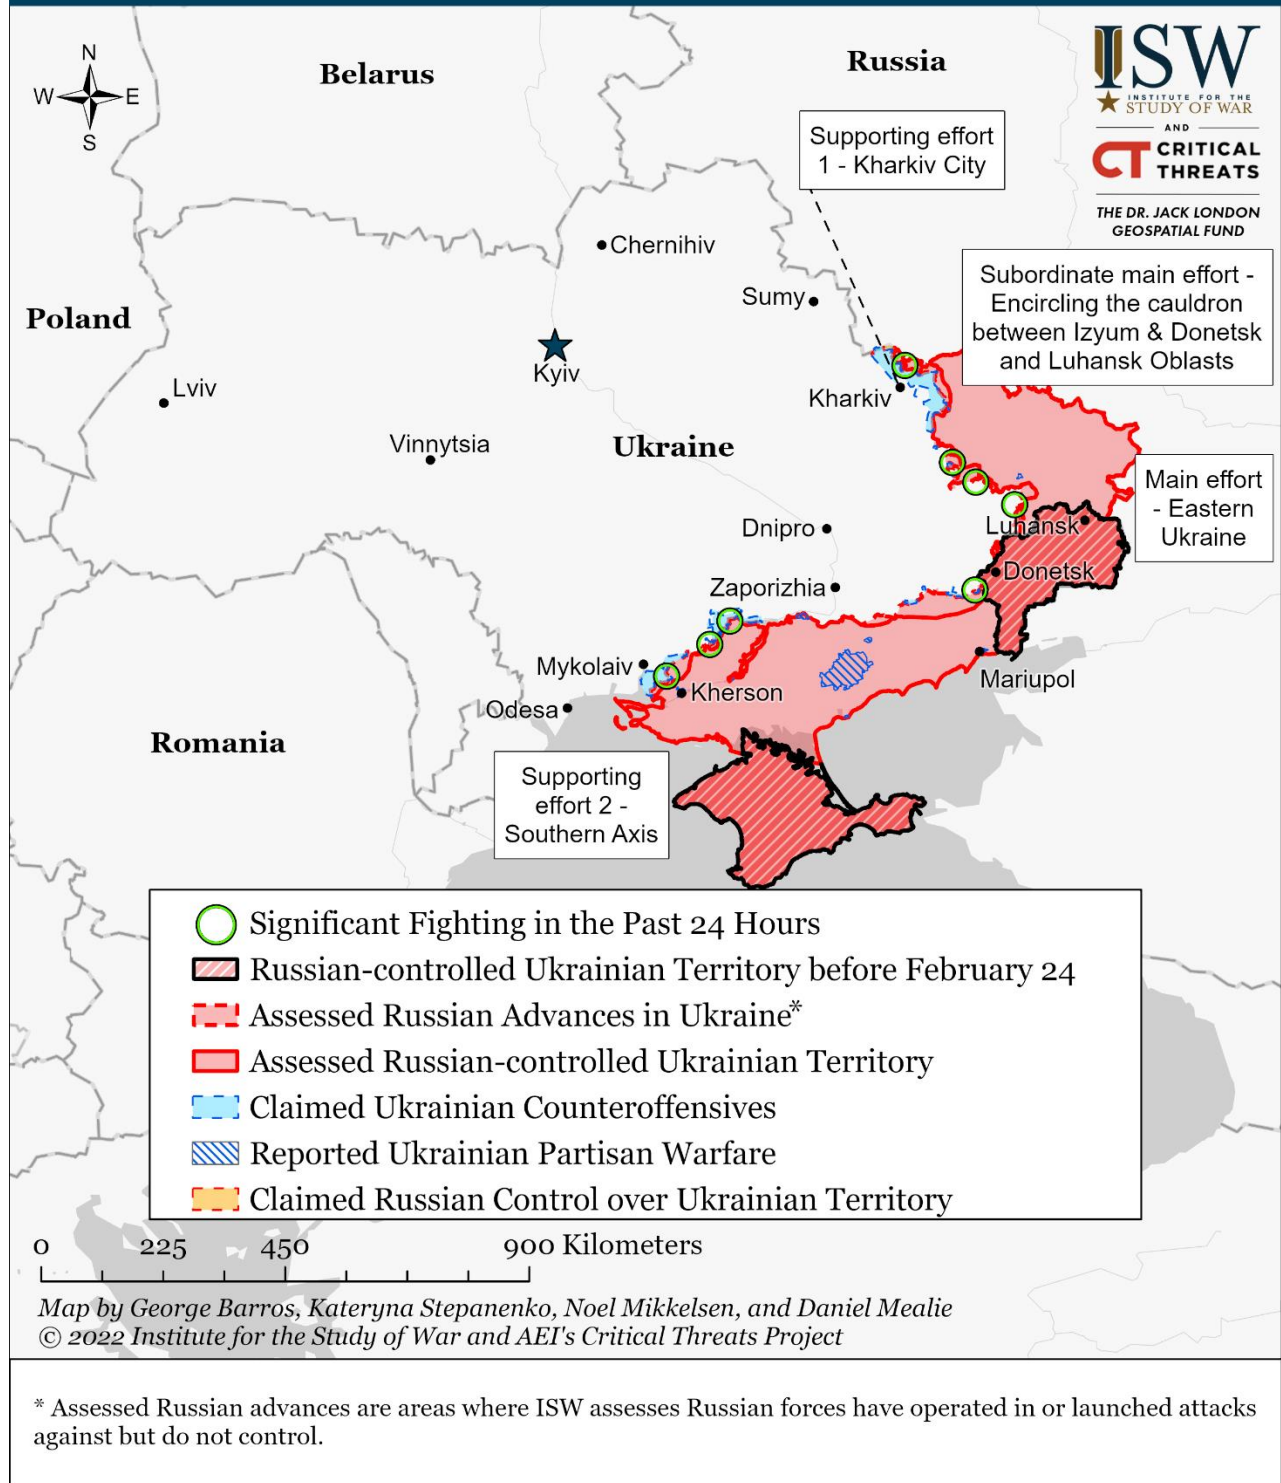 N
W
E
S
Belarus
Russia
ISW
INSTITUTE FOR THE
STUDY OF WAR
AND
CT CRITICAL
THREATS
THE DR. JACK LONDON
GEOSPATIAL FUND
Supporting effort
1 - Kharkiv City
Chernihiv
Sumy
Subordinate main effort -
Encircling the cauldron
between Izyum & Donetsk
and Luhansk Oblasts
Poland
Kyiv
Lviv
Kharkiv
Vinnytsia
Ukraine
Main effort
- Eastern
Ukraine
Dnipro
Luhansk
Donetsk
Zaporizhia
Mykolaiv
Mariupol
Kherson
Odesa
Romania
Supporting
effort 2 -
Southern Axis
Significant Fighting in the Past 24 Hours
Russian-controlled Ukrainian Territory before February 24
Assessed Russian Advances in Ukraine*
Assessed Russian-controlled Ukrainian Territory
Claimed Ukrainian Counteroffensives
Reported Ukrainian Partisan Warfare
Claimed Russian Control over Ukrainian Territory
0 225 450 900 Kilometers
Map by George Barros, Kateryna Stepanenko, Noel Mikkelsen, and Daniel Mealie
© 2022 Institute for the Study of War and AEI's Critical Threats Project
* Assessed Russian advances are areas where ISW assesses Russian forces have operated in or launched attacks
against but do not control.